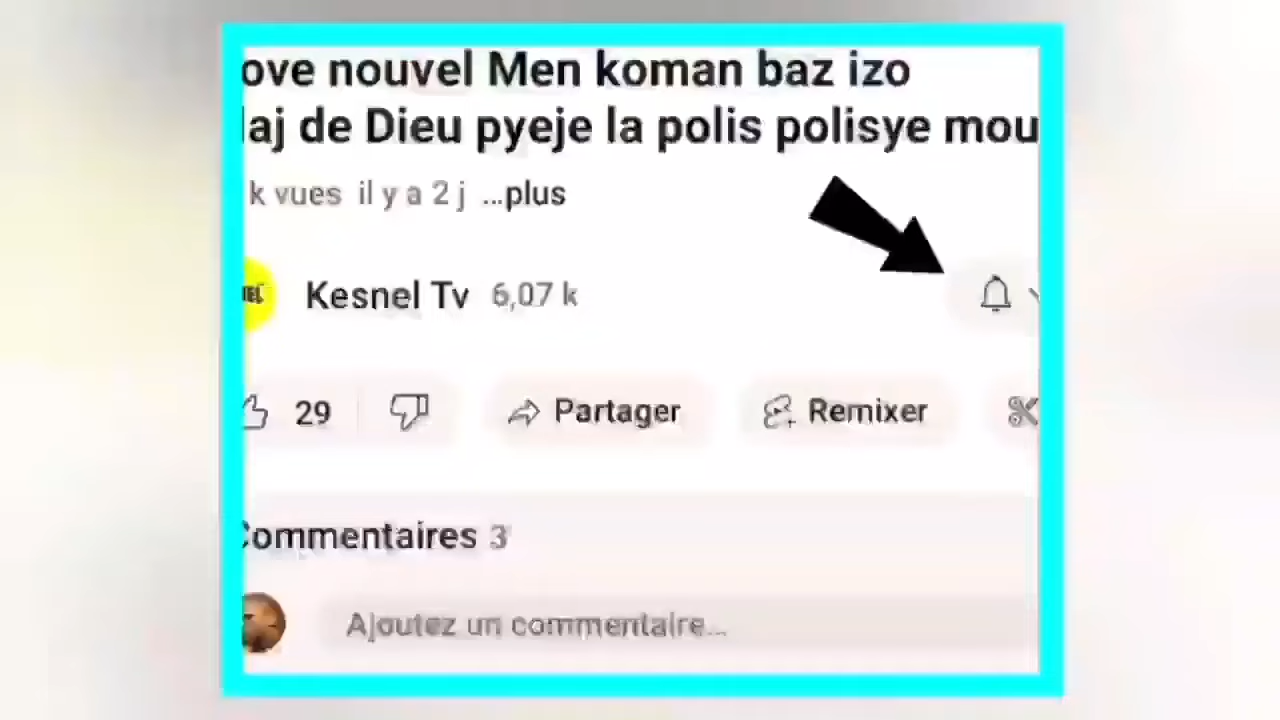 ove nouvel Men koman baz izo
laj de Dieu pyeje la polis polisye mou
k vues il y a 2 j ...plus
Kesnel Tv 6,07 k
29 Partager Remixer
Commentaires 3
Ajoutez un commentaire...